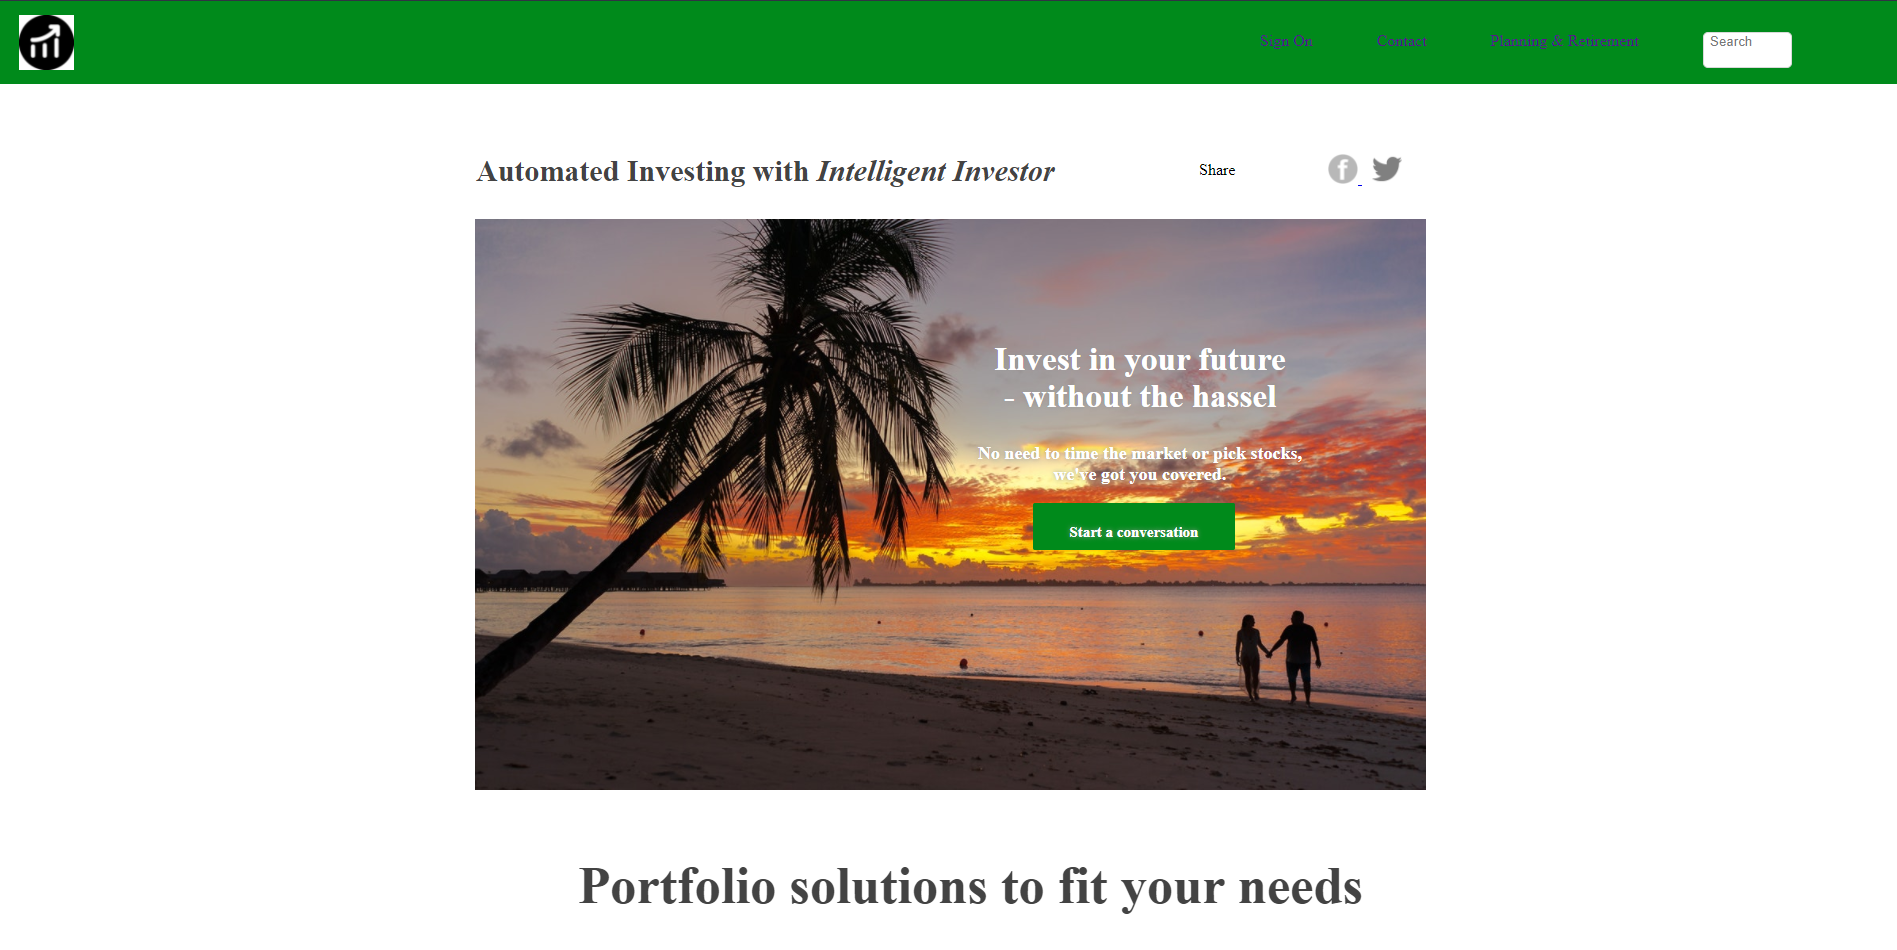 Sign On
Contact
Planning & Retirement
Search
Automated Investing with Intelligent Investor
Share
Invest in your future
- without the hassel
No need to time the market or pick stocks,
we've got you covered.
Start a conversation
Portfolio solutions to fit your needs